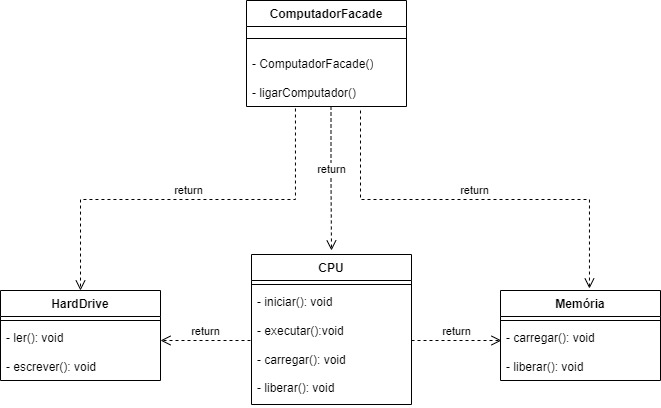 ComputadorFacade
- ComputadorFacade()
- ligarComputador()
return
return
return
HardDrive
- ler(): void
- escrever(): void
return
CPU
- iniciar(): void
- executar():void
- carregar(): void
- liberar(): void
return
Memória
- carregar(): void
- liberar(): void